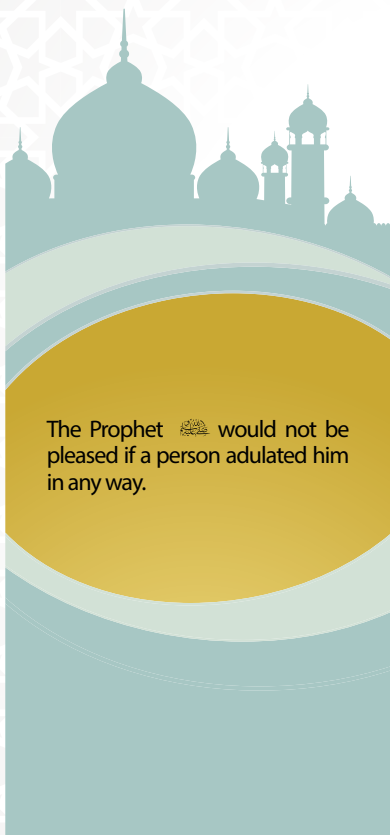 The Prophet ﷺ would not be
pleased if a person adulated him
in any way.